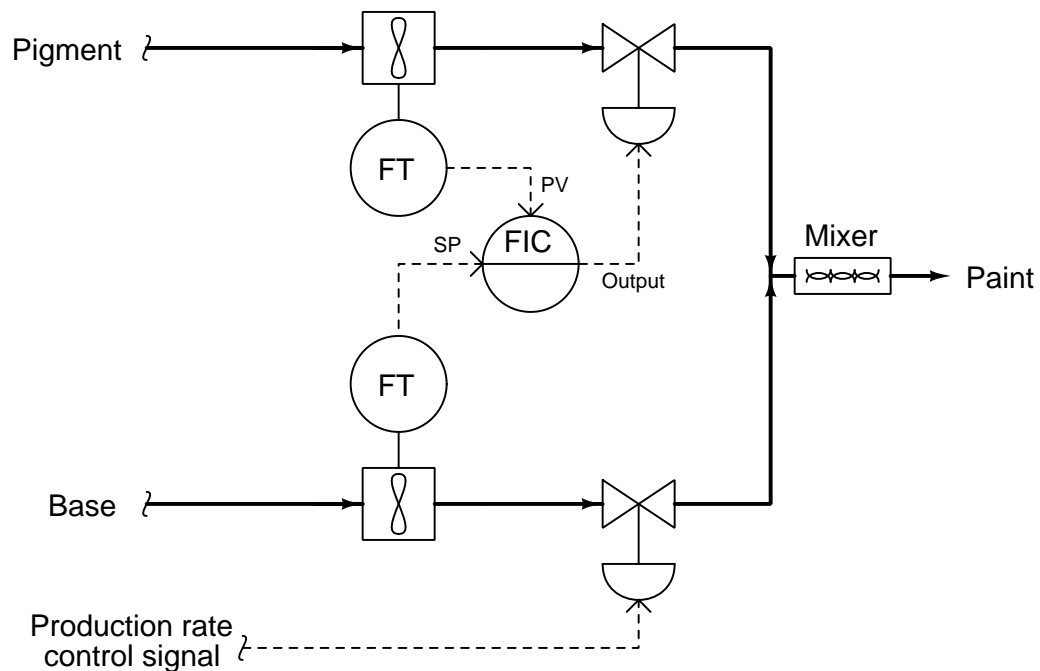 Pigment
FT
PV
SP
FIC
Output
Mixer
Paint
FT
Base
Production rate
control signal